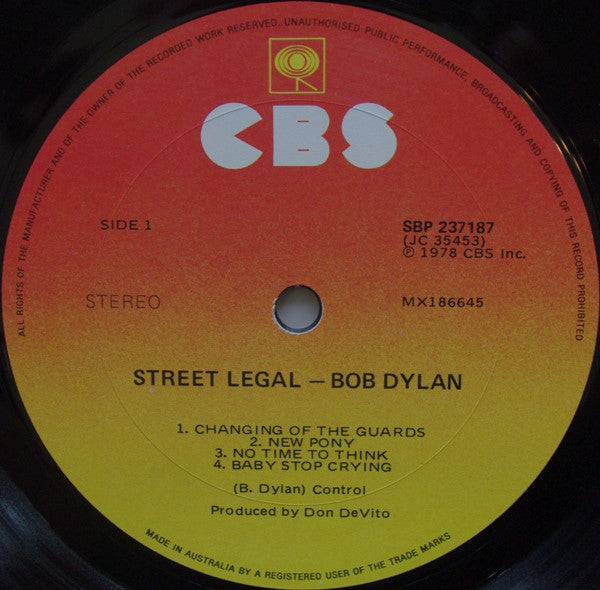 ALL RIGHTS OF THE MANUFACTURER AND OF THE OWNER OF THE RECORDED WORK RESERVED. UNAUTHORISED PUBLIC PERFORMANCE, BROADCASTING AND COPYING OF THIS RECORD PROHIBITED
CBS
SIDE 1
SBP 237187
(JC 35453)
℗ 1978 CBS Inc.
STEREO
MX186645
STREET LEGAL — BOB DYLAN
1. CHANGING OF THE GUARDS
2. NEW PONY
3. NO TIME TO THINK
4. BABY STOP CRYING
(B. Dylan) Control
Produced by Don DeVito
MADE IN AUSTRALIA BY A REGISTERED USER OF THE TRADE MARKS